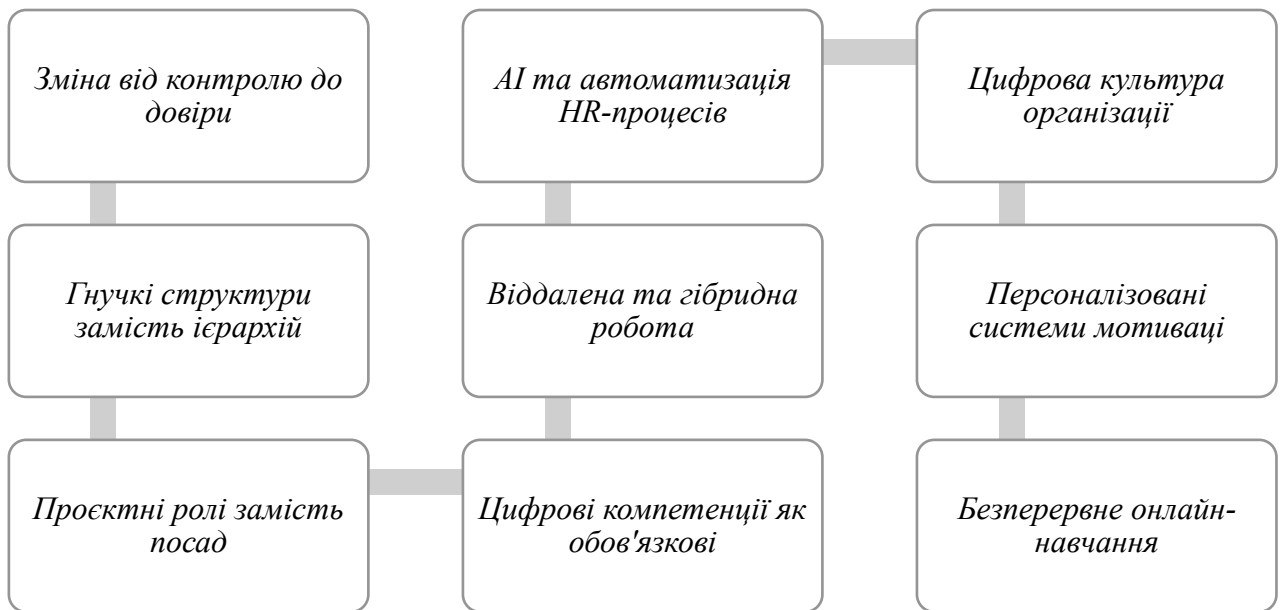 Зміна від контролю до
довіри
Гнучкі структури
замість ієрархій
Проєктні ролі замість
посад
Цифрові компетенції як
обов'язкові
Віддалена та гібридна
робота
AI та автоматизація
HR-процесів
Цифрова культура
організації
Персоналізовані
системи мотиваці
Безперервне онлайн-
навчання